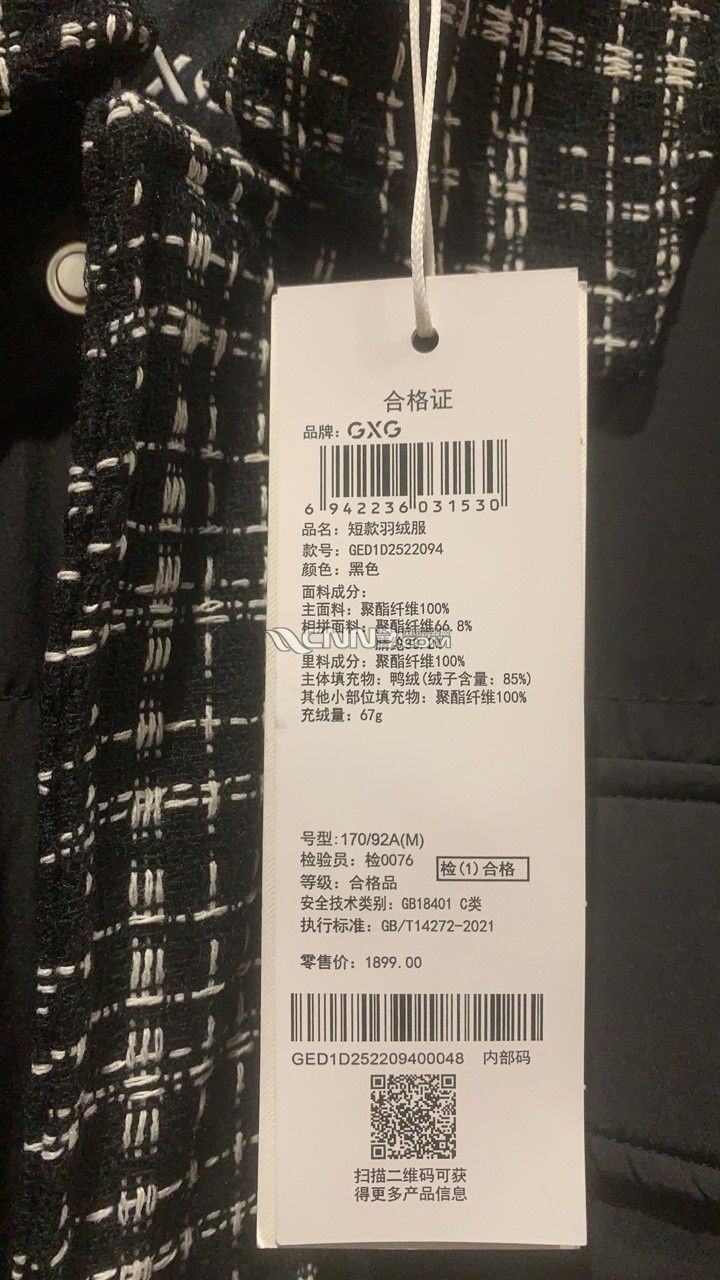 合格证
品牌: GXG
6 942236 031530
品名: 短款羽绒服
款号: GED1D2522094
颜色: 黑色
面料成分:
主面料: 聚酯纤维100%
相拼面料: 聚酯纤维66.8%
里料成分: 聚酯纤维100%
主体填充物: 鸭绒(绒子含量: 85%)
其他小部位填充物: 聚酯纤维100%
充绒量: 67g
号型:170/92A(M)
检验员: 检0076
检(1)合格
等级: 合格品
安全技术类别: GB18401 C类
执行标准: GB/T14272-2021
零售价: 1899.00
GED1D252209400048 内部码
扫描二维码可获
得更多产品信息